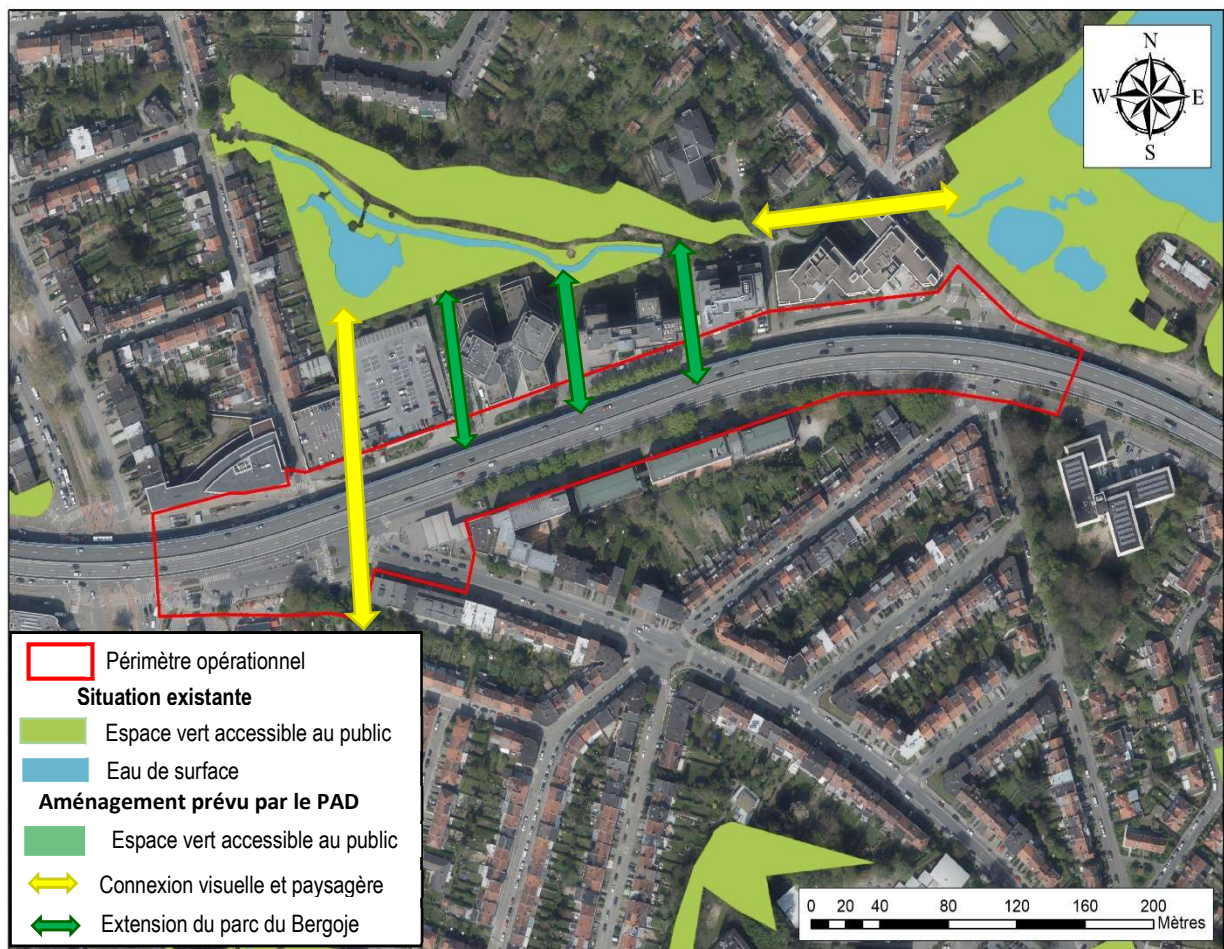 N
W E
S
Périmètre opérationnel
Situation existante
Espace vert accessible au public
Eau de surface
Aménagement prévu par le PAD
Espace vert accessible au public
Connexion visuelle et paysagère
Extension du parc du Bergoje
0 20 40 80 120 160 200
Mètres